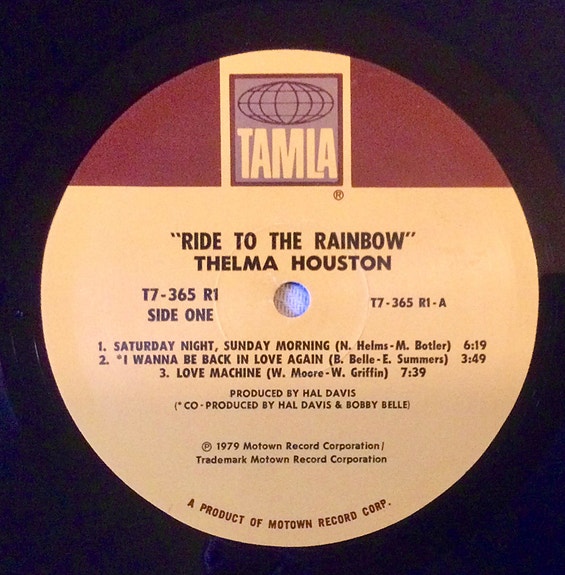 TAMLA
®
"RIDE TO THE RAINBOW"
THELMA HOUSTON
T7-365 R1
SIDE ONE
T7-365 R1-A
1. SATURDAY NIGHT, SUNDAY MORNING (N. Helms-M. Botler) 6:19
2. *I WANNA BE BACK IN LOVE AGAIN (B. Belle-E. Summers) 3:49
3. LOVE MACHINE (W. Moore-W. Griffin) 7:39
PRODUCED BY HAL DAVIS
(*CO-PRODUCED BY HAL DAVIS & BOBBY BELLE)
℗ 1979 Motown Record Corporation/
Trademark Motown Record Corporation
A PRODUCT OF MOTOWN RECORD CORP.